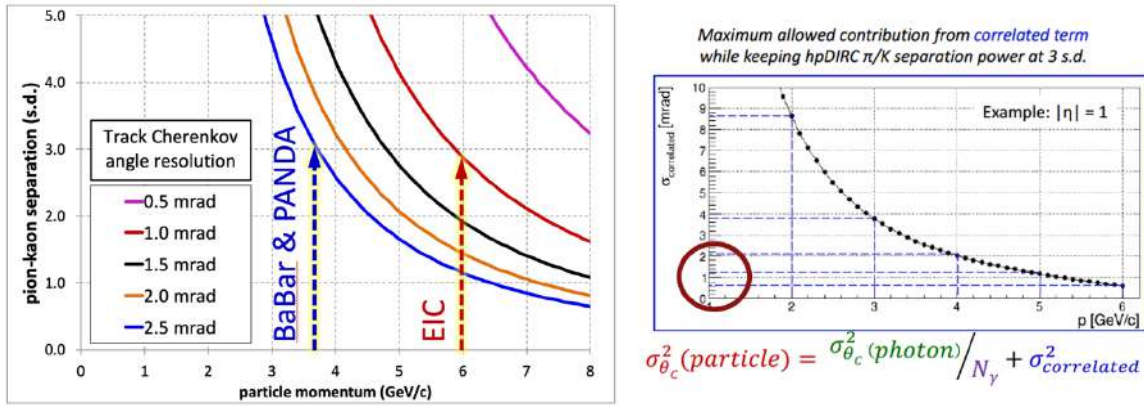 5.0
4.0
3.0
2.0
1.0
0.0
pion-kaon separation (s.d.)
Track Cherenkov
angle resolution
0.5 mrad
1.0 mrad
1.5 mrad
2.0 mrad
2.5 mrad
BaBar & PANDA
EIC
0 1 2 3 4 5 6 7 8
particle momentum (GeV/c)
Maximum allowed contribution from correlated term
while keeping hpDIRC π/K separation power at 3 s.d.
σcorrelated [mrad]
10
9
8
7
6
5
4
3
2
1
0
Example: |η| = 1
2 3 4 5 6
p [GeV/c]
σ²θc(particle) = σ²θc(photon)/Nγ + σ²correlated